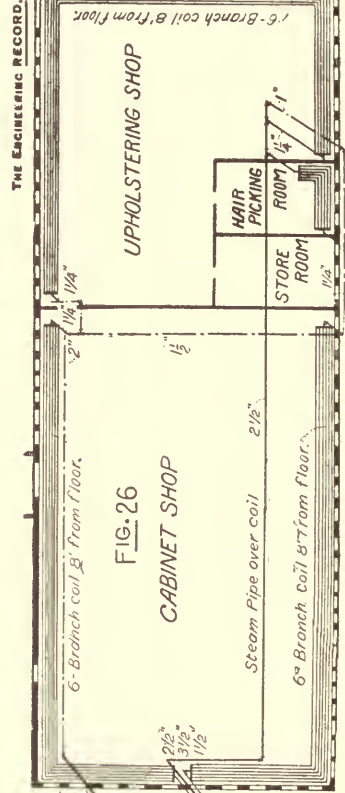 THE ENGINEERING RECORD.
6-Branch coil 8' from floor.
UPHOLSTERING SHOP
1"
1¼"
HAIR
PICKING
ROOM
STORE
ROOM
1¼"
1¼"
1¼"
2"
1½"
2½"
6-Branch coil 8' from floor.
FIG. 26
CABINET SHOP
Steam Pipe over coil
6" Branch Coil 8' from floor.
2½"
3½"
1½"